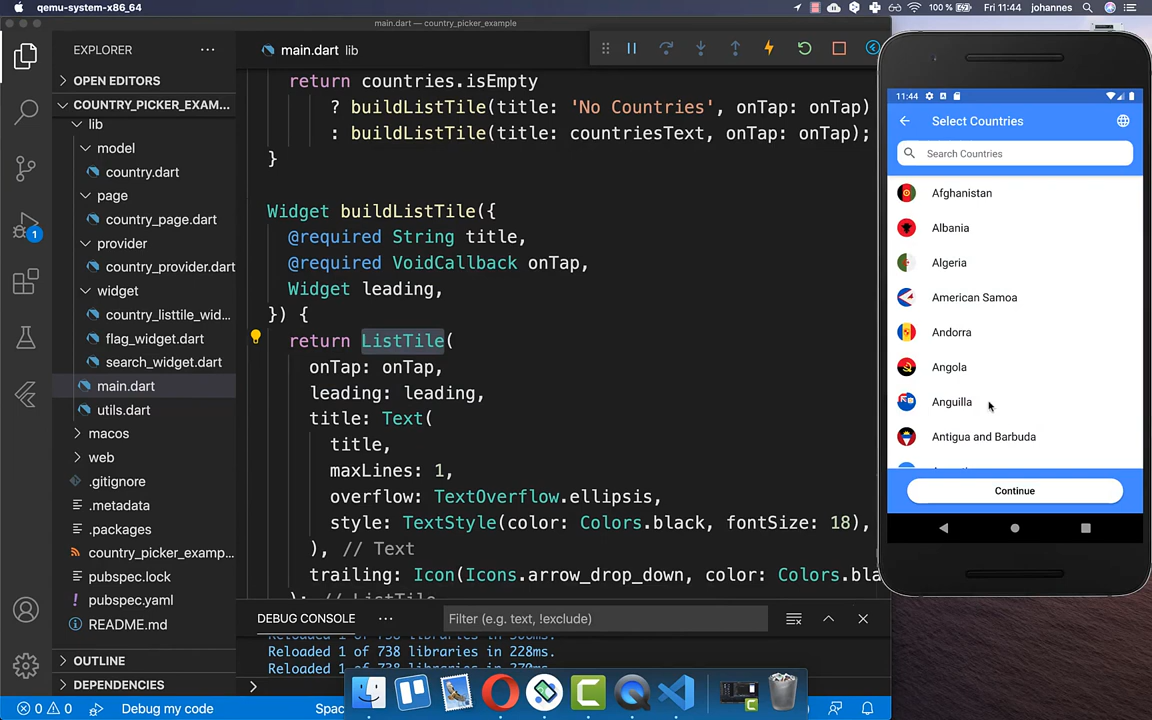 qemu-system-x86_64
100 %
Fri 11:44
johannes
main.dart — country_picker_example
EXPLORER
OPEN EDITORS
COUNTRY_PICKER_EXAM...
lib
model
country.dart
page
country_page.dart
provider
country_provider.dart
widget
country_listtile_wid...
flag_widget.dart
search_widget.dart
main.dart
utils.dart
macos
web
.gitignore
.metadata
.packages
country_picker_examp...
pubspec.lock
pubspec.yaml
README.md
OUTLINE
DEPENDENCIES
1
main.dart lib
return countries.isEmpty
? buildListTile(title: 'No Countries', onTap: onTap)
: buildListTile(title: countriesText, onTap: onTap);
}
Widget buildListTile({
@required String title,
@required VoidCallback onTap,
Widget leading,
}) {
return ListTile(
onTap: onTap,
leading: leading,
title: Text(
title,
maxLines: 1,
overflow: TextOverflow.ellipsis,
style: TextStyle(color: Colors.black, fontSize: 18),
), // Text
trailing: Icon(Icons.arrow_drop_down, color: Colors.bla
); // ListTile
DEBUG CONSOLE
Filter (e.g. text, !exclude)
Reloaded 1 of 738 libraries in 228ms.
0 0
Debug my code
Spac
11:44
Select Countries
Search Countries
Afghanistan
Albania
Algeria
American Samoa
Andorra
Angola
Anguilla
Antigua and Barbuda
Continue